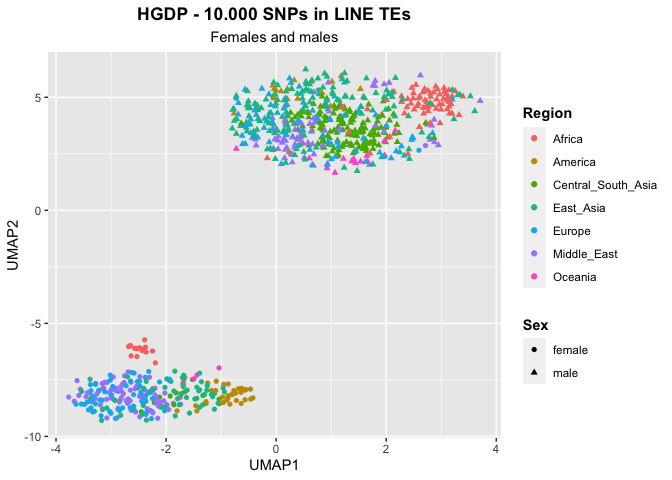 HGDP - 10.000 SNPs in LINE TEs
Females and males
UMAP2
5
0
-5
-10
-4
-2
0
2
4
UMAP1
Region
Africa
America
Central_South_Asia
East_Asia
Europe
Middle_East
Oceania
Sex
female
male